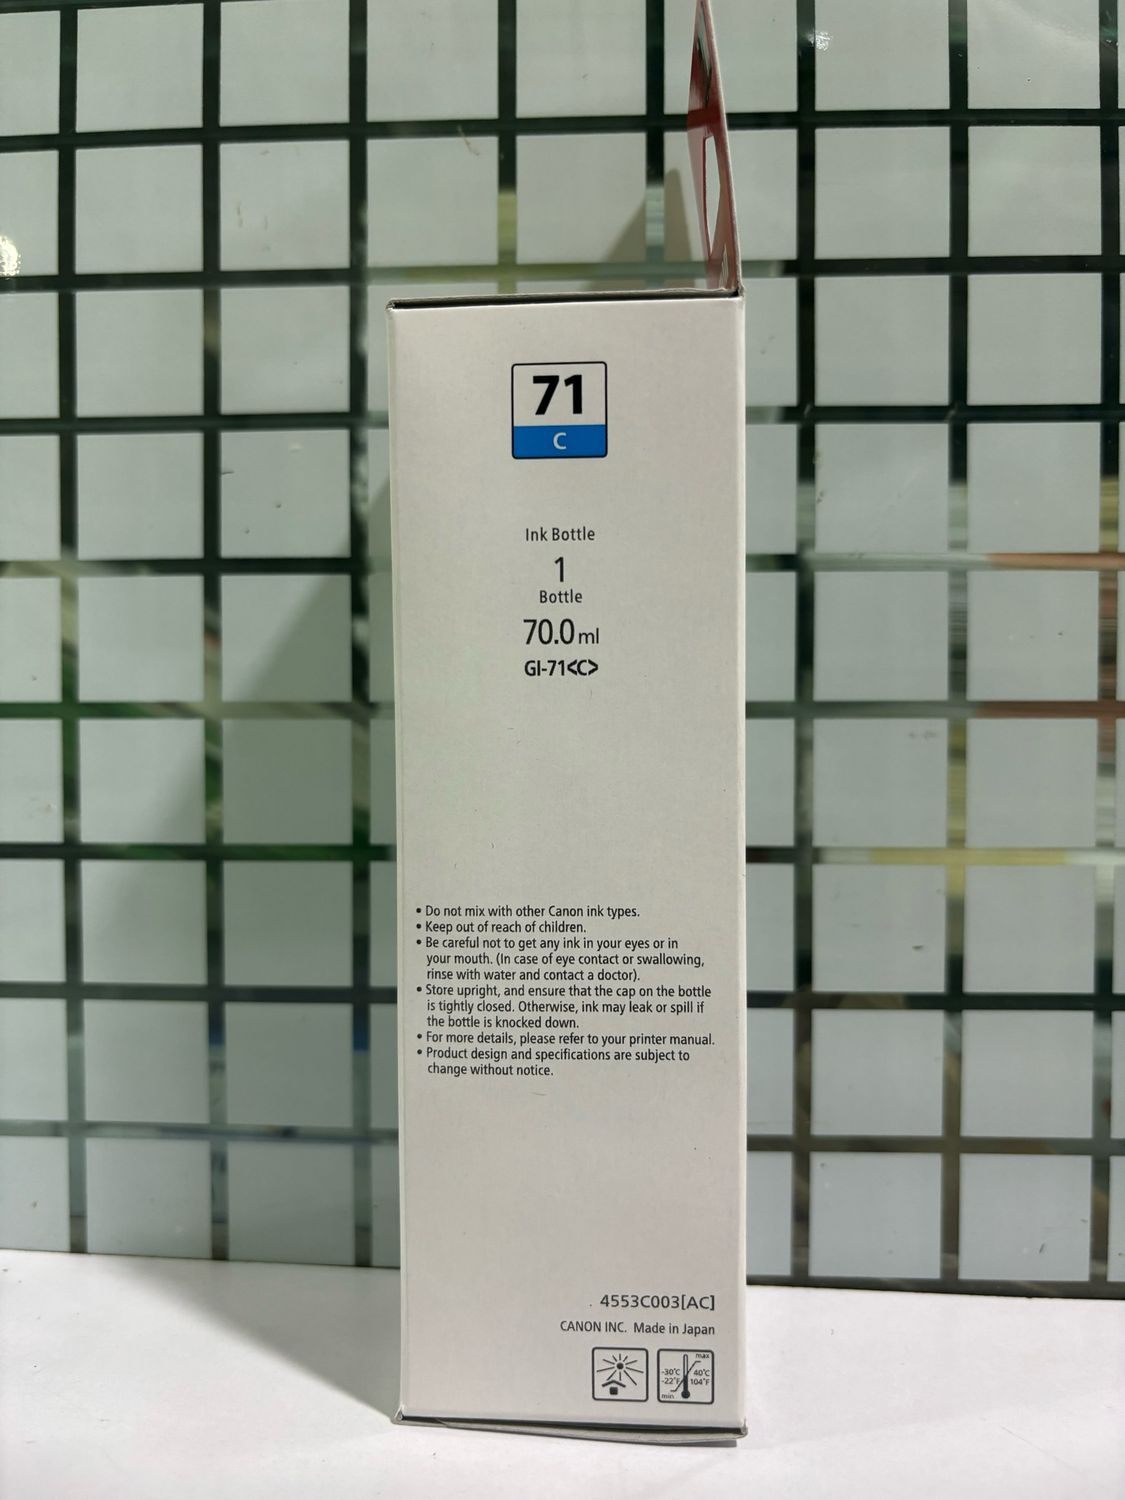 71
C
Ink Bottle
1
Bottle
70.0 ml
GI-71<C>
• Do not mix with other Canon ink types.
• Keep out of reach of children.
• Be careful not to get any ink in your eyes or in
your mouth. (In case of eye contact or swallowing,
rinse with water and contact a doctor).
• Store upright, and ensure that the cap on the bottle
is tightly closed. Otherwise, ink may leak or spill if
the bottle is knocked down.
• For more details, please refer to your printer manual.
• Product design and specifications are subject to
change without notice.
4553C003[AC]
CANON INC. Made in Japan
max
-30°C 40°C
-22°F 104°F
min